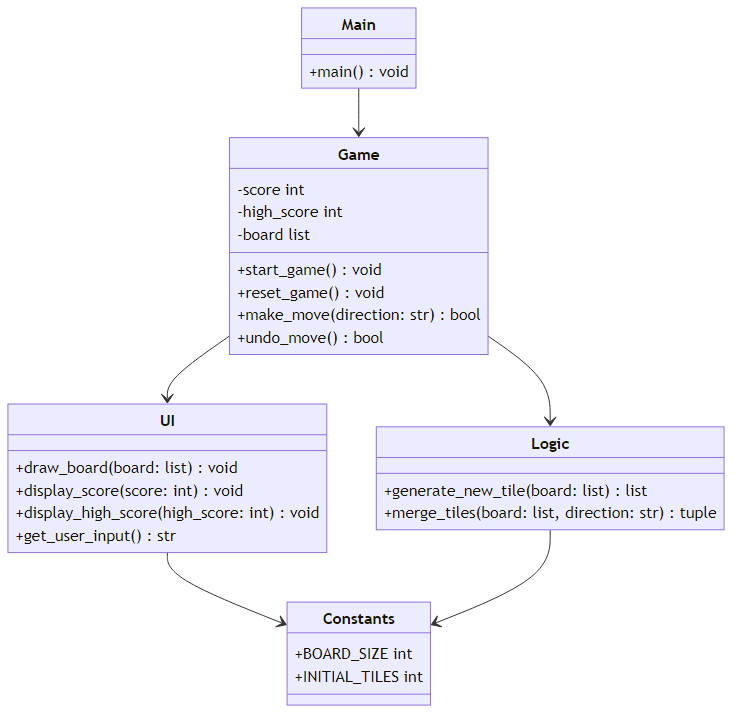 Main
+main() : void
Game
-score int
-high_score int
-board list
+start_game() : void
+reset_game() : void
+make_move(direction: str) : bool
+undo_move() : bool
UI
+draw_board(board: list) : void
+display_score(score: int) : void
+display_high_score(high_score: int) : void
+get_user_input() : str
Logic
+generate_new_tile(board: list) : list
+merge_tiles(board: list, direction: str) : tuple
Constants
+BOARD_SIZE int
+INITIAL_TILES int